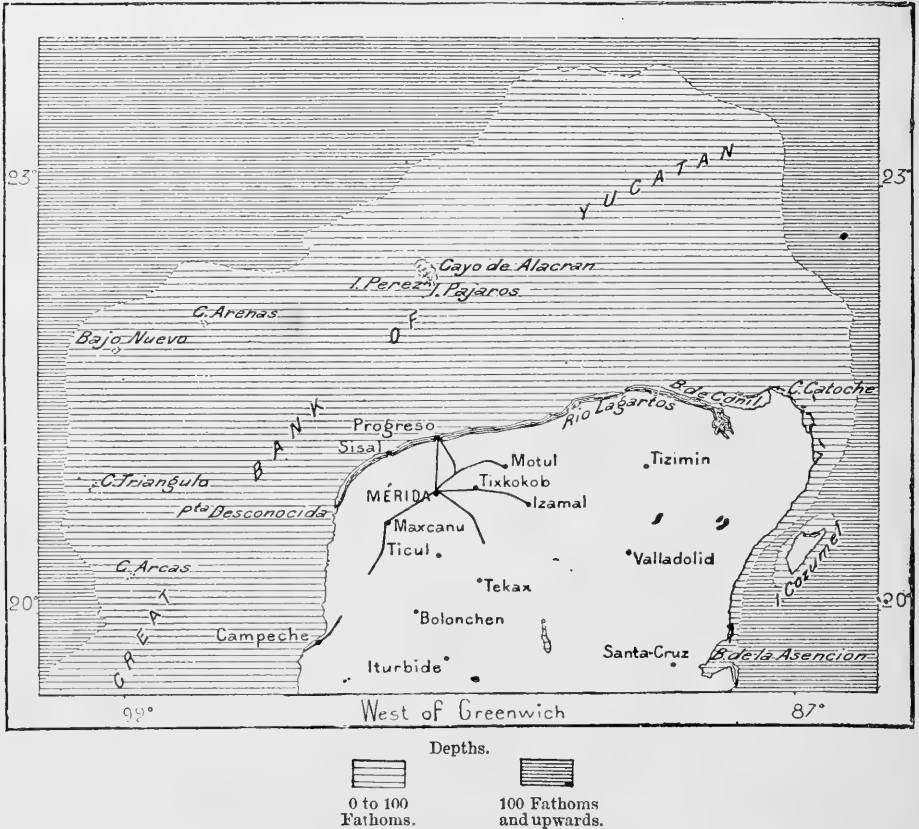 YUCATAN
23° 23°
Cayo de Alacran
I. Perez I. Pajaros
C. Arenas
OF
Bajo Nuevo
B. de Conil C. Catoche
Rio Lagartos
BANK
Progreso
Sisal
Motul Tizimin
C. Triangulo Tixkokob
MÉRIDA Izamal
Pta Desconocida
Maxcanu
Ticul Valladolid
I. Cozumel
C. Arcas
Tekax
20° 20°
Bolonchen
GREAT
Campeche
Iturbide Santa-Cruz B. de la Asencion
West of Greenwich 87°
Depths.
0 to 100 100 Fathoms
Fathoms. and upwards.